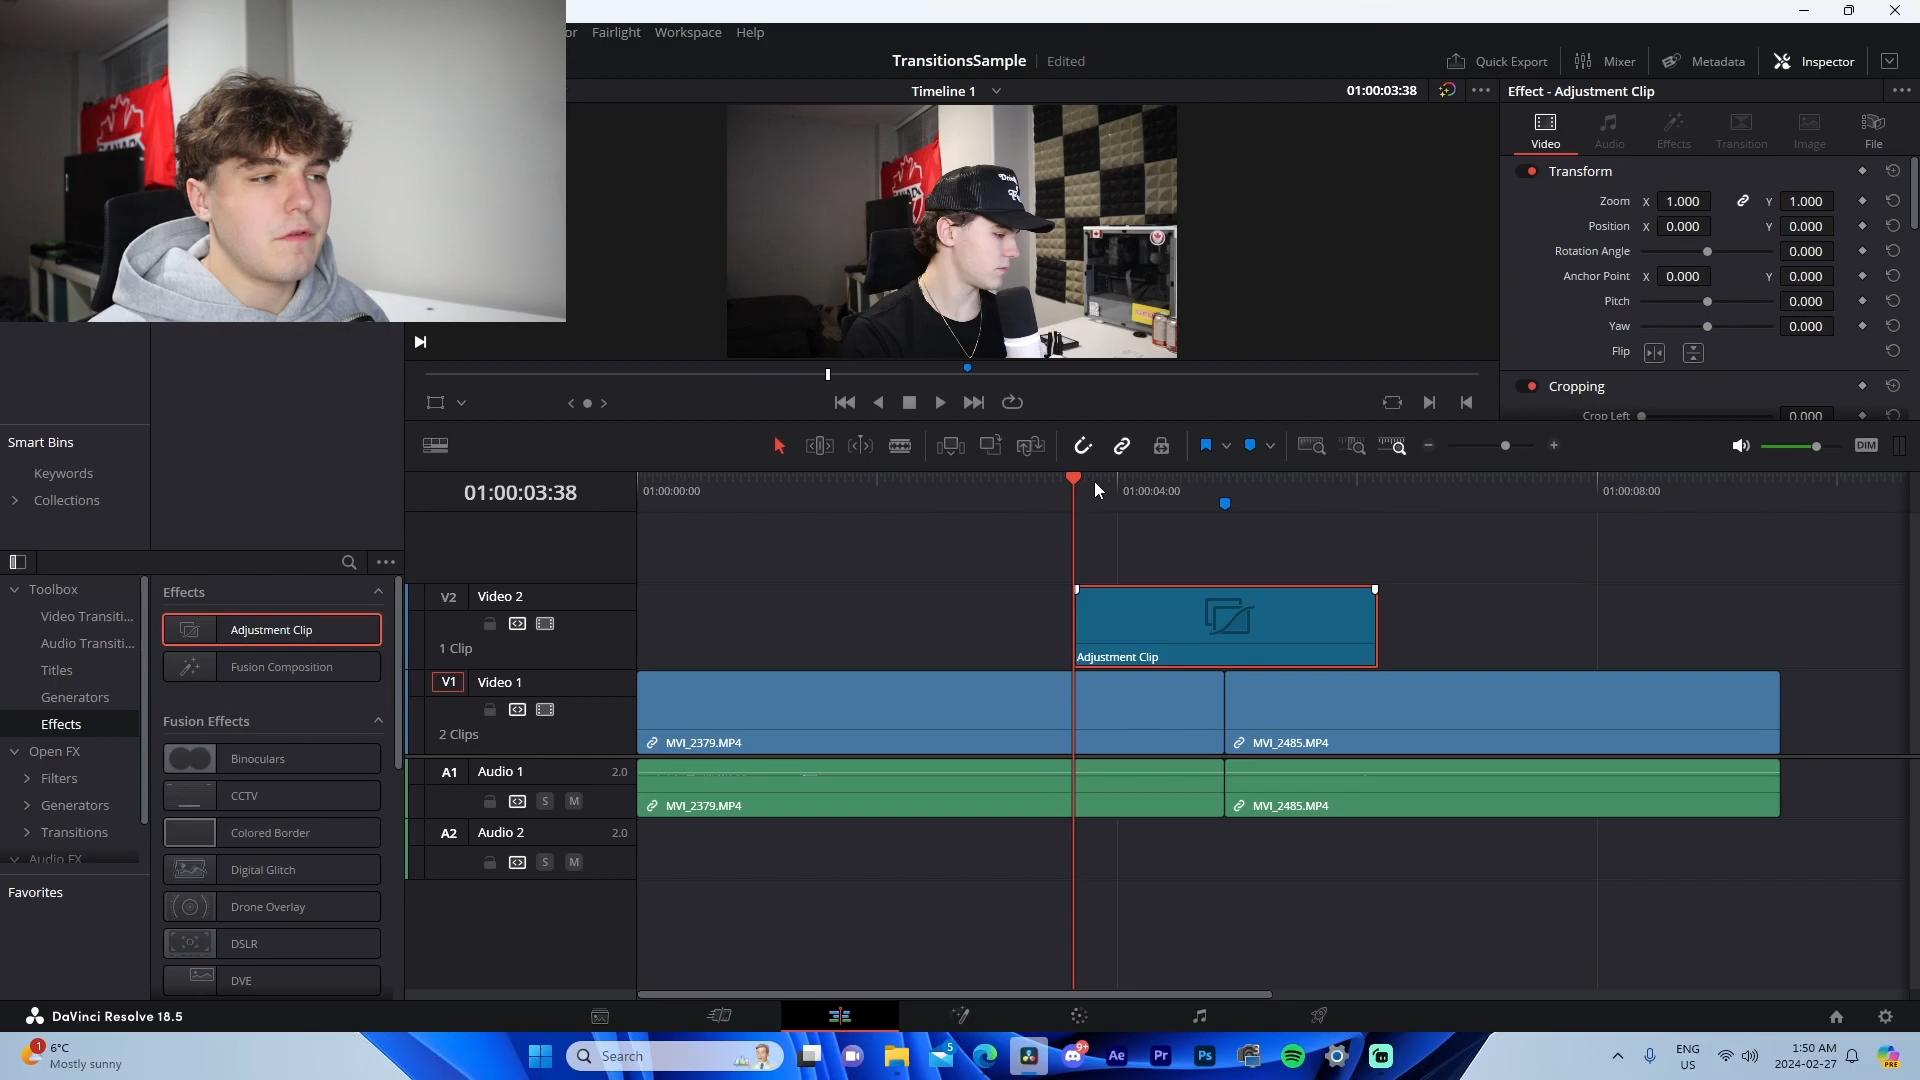 Fairlight Workspace Help
TransitionsSample Edited
Quick Export Mixer Metadata Inspector
Timeline 1 01:00:03:38
Effect - Adjustment Clip
Video Audio Effects Transition Image File
Transform
Zoom X 1.000 Y 1.000
Position X 0.000 Y 0.000
Rotation Angle 0.000
Anchor Point X 0.000 Y 0.000
Pitch 0.000
Yaw 0.000
Flip
Cropping
Crop Left 0.000
DIM
Smart Bins
Keywords
Collections
01:00:03:38
01:00:00:00 01:00:04:00 01:00:08:00
Toolbox
Video Transiti...
Audio Transiti...
Titles
Generators
Effects
Open FX
Filters
Generators
Transitions
Audio FX
Favorites
Effects
Adjustment Clip
Fusion Composition
Fusion Effects
Binoculars
CCTV
Colored Border
Digital Glitch
Drone Overlay
DSLR
DVE
V2 Video 2
1 Clip
Adjustment Clip
V1 Video 1
2 Clips
MVI_2379.MP4 MVI_2485.MP4
A1 Audio 1 2.0
S M
MVI_2379.MP4 MVI_2485.MP4
A2 Audio 2 2.0
S M
DaVinci Resolve 18.5
1
6°C
Mostly sunny
Search
5
9+
Ae Pr Ps
ENG
US
1:50 AM
2024-02-27
PRE